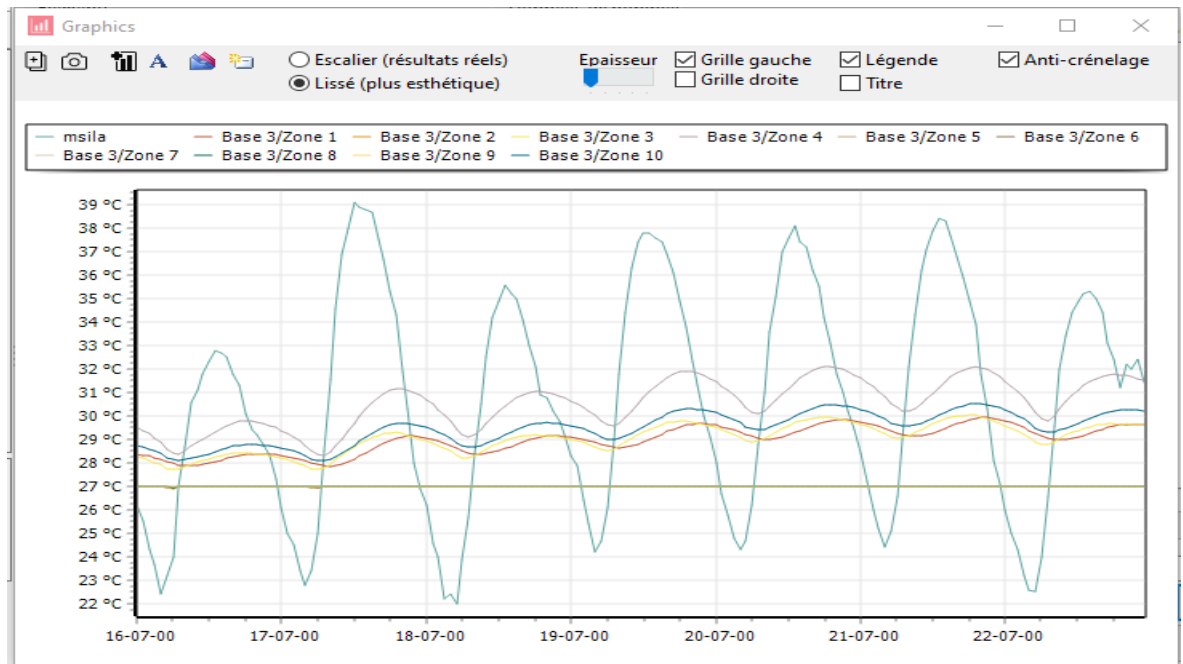 Graphics
Escalier (résultats réels) Epaisseur Grille gauche Légende Anti-crénelage
Lissé (plus esthétique) Grille droite Titre
msila Base 3/Zone 1 Base 3/Zone 2 Base 3/Zone 3 Base 3/Zone 4 Base 3/Zone 5 Base 3/Zone 6
Base 3/Zone 7 Base 3/Zone 8 Base 3/Zone 9 Base 3/Zone 10
39 °C
38 °C
37 °C
36 °C
35 °C
34 °C
33 °C
32 °C
31 °C
30 °C
29 °C
28 °C
27 °C
26 °C
25 °C
24 °C
23 °C
22 °C
16-07-00 17-07-00 18-07-00 19-07-00 20-07-00 21-07-00 22-07-00